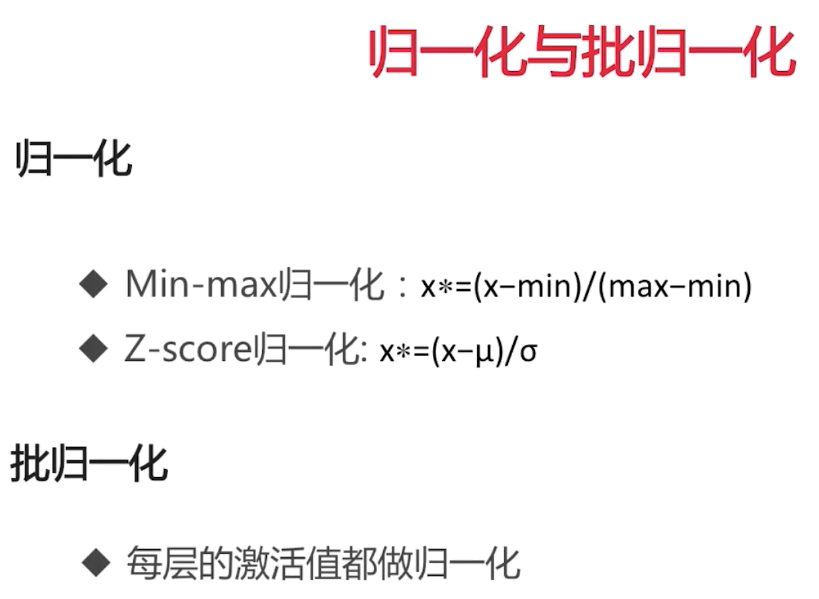 归一化与批归一化
归一化
◆ Min-max归一化：x*=(x−min)/(max−min)
◆ Z-score归一化: x*=(x−μ)/σ
批归一化
◆ 每层的激活值都做归一化